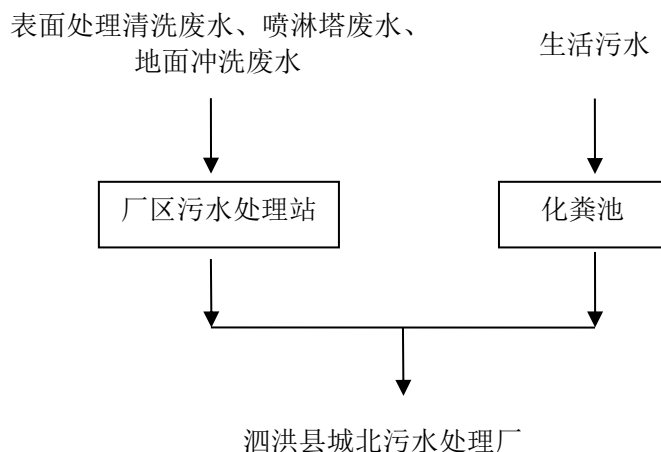 表面处理清洗废水、喷淋塔废水、
地面冲洗废水
生活污水
厂区污水处理站
化粪池
泗洪县城北污水处理厂